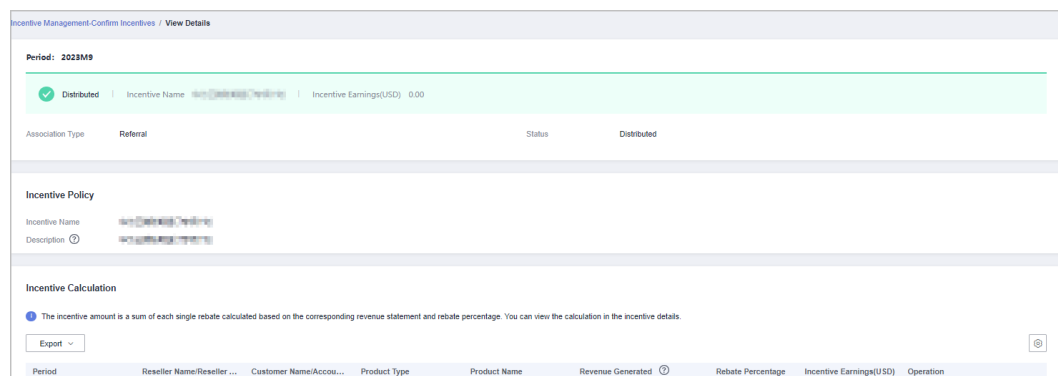 Incentive Management-Confirm Incentives / View Details
Period: 2023M9
Distributed | Incentive Name | Incentive Earnings(USD) 0.00
Association Type Referral Status Distributed
Incentive Policy
Incentive Name
Description
Incentive Calculation
The incentive amount is a sum of each single rebate calculated based on the corresponding revenue statement and rebate percentage. You can view the calculation in the incentive details.
Export
Period Reseller Name/Reseller ... Customer Name/Accou... Product Type Product Name Revenue Generated Rebate Percentage Incentive Earnings(USD) Operation